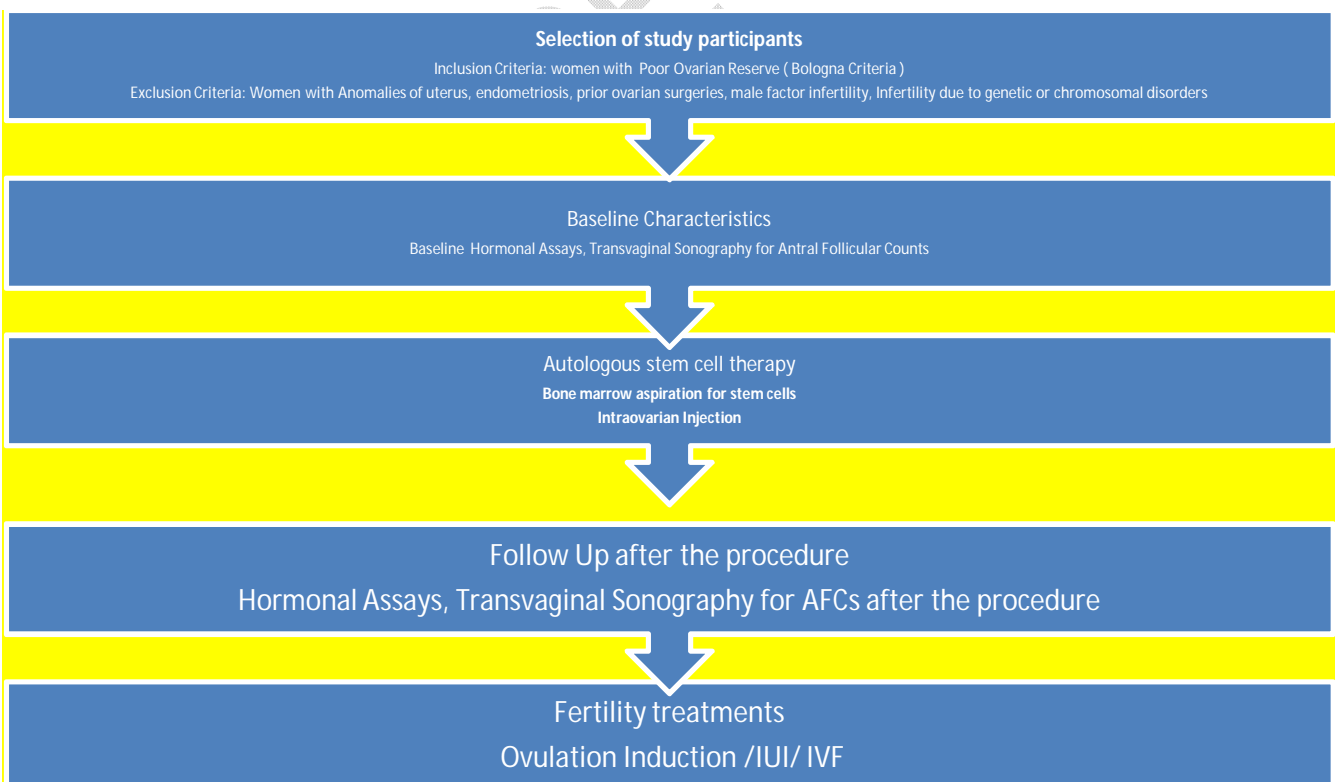 Selection of study participants
Inclusion Criteria: women with Poor Ovarian Reserve ( Bologna Criteria )
Exclusion Criteria: Women with Anomalies of uterus, endometriosis, prior ovarian surgeries, male factor infertility, Infertility due to genetic or chromosomal disorders
Baseline Characteristics
Baseline Hormonal Assays, Transvaginal Sonography for Antral Follicular Counts
Autologous stem cell therapy
Bone marrow aspiration for stem cells
Intraovarian Injection
Follow Up after the procedure
Hormonal Assays, Transvaginal Sonography for AFCs after the procedure
Fertility treatments
Ovulation Induction /IUI/ IVF